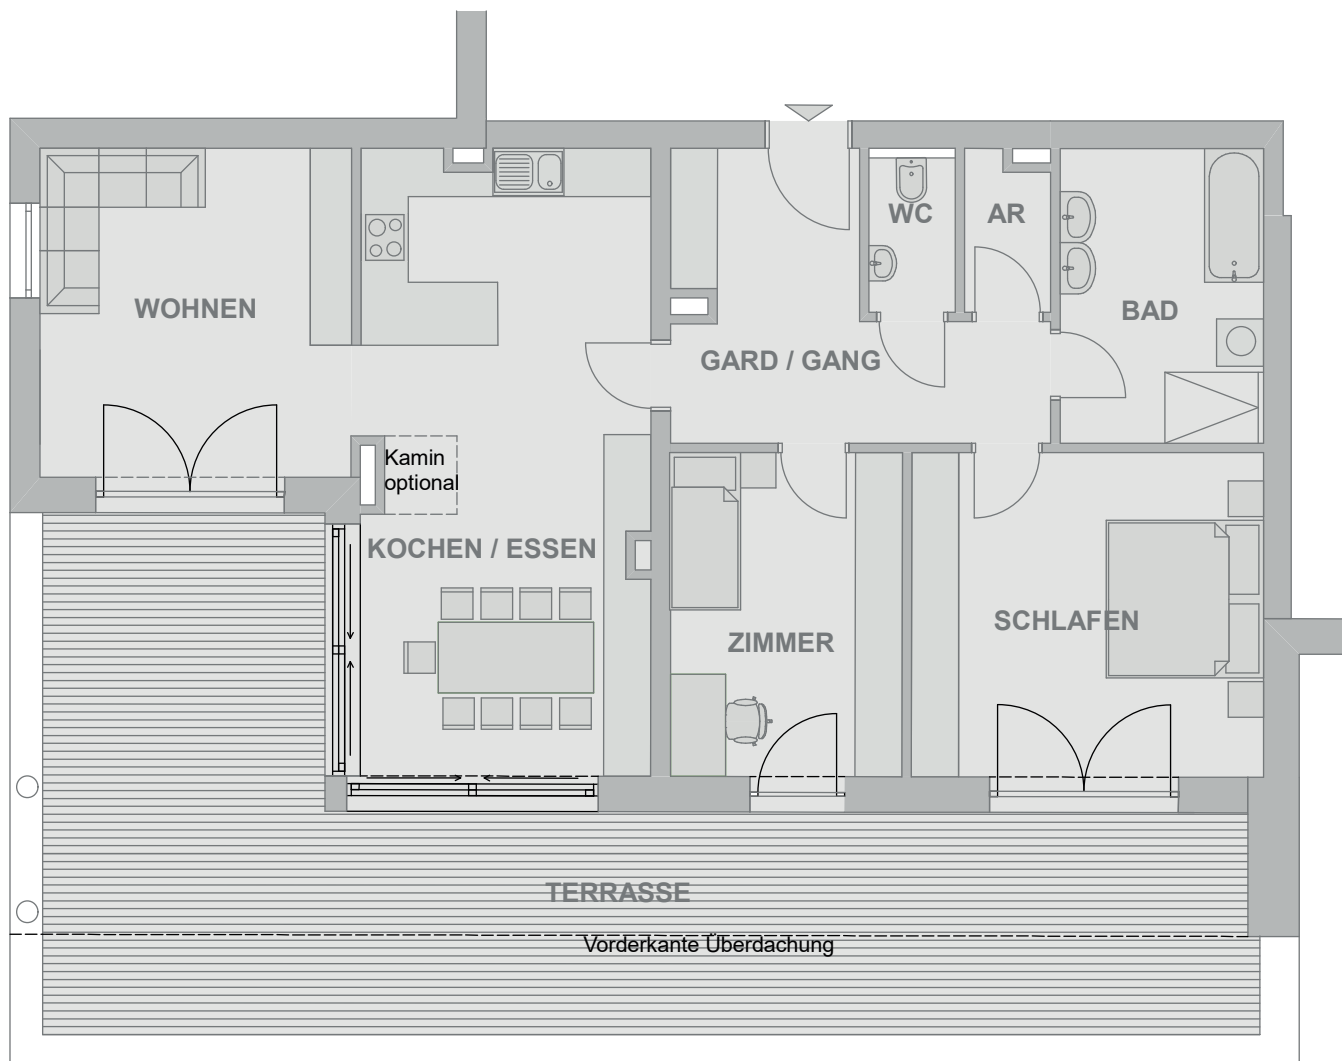 WC
AR
WOHNEN
BAD
GARD / GANG
Kamin
optional
KOCHEN / ESSEN
SCHLAFEN
ZIMMER
TERRASSE
Vorderkante Überdachung